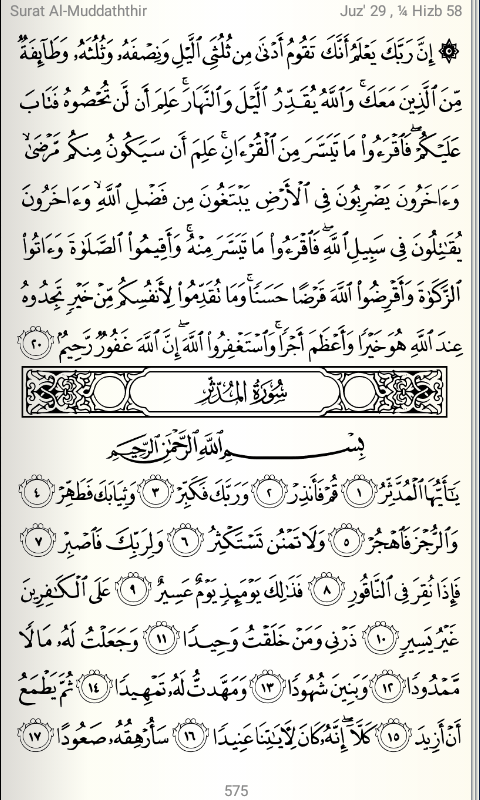 Surat Al-Muddaththir Juz' 29 , ¼ Hizb 58
۞ إِنَّ رَبَّكَ يَعْلَمُ أَنَّكَ تَقُومُ أَدْنَىٰ مِن ثُلُثَىِ ٱلَّيْلِ وَنِصْفَهُۥ وَثُلُثَهُۥ وَطَآئِفَةٌ
مِّنَ ٱلَّذِينَ مَعَكَ ۚ وَٱللَّهُ يُقَدِّرُ ٱلَّيْلَ وَٱلنَّهَارَ ۚ عَلِمَ أَن لَّن تُحْصُوهُ فَتَابَ
عَلَيْكُمْ ۖ فَٱقْرَءُوا۟ مَا تَيَسَّرَ مِنَ ٱلْقُرْءَانِ ۚ عَلِمَ أَن سَيَكُونُ مِنكُم مَّرْضَىٰ ۙ
وَءَاخَرُونَ يَضْرِبُونَ فِى ٱلْأَرْضِ يَبْتَغُونَ مِن فَضْلِ ٱللَّهِ ۙ وَءَاخَرُونَ
يُقَـٰتِلُونَ فِى سَبِيلِ ٱللَّهِ ۖ فَٱقْرَءُوا۟ مَا تَيَسَّرَ مِنْهُ ۚ وَأَقِيمُوا۟ ٱلصَّلَوٰةَ وَءَاتُوا۟
ٱلزَّكَوٰةَ وَأَقْرِضُوا۟ ٱللَّهَ قَرْضًا حَسَنًا ۚ وَمَا تُقَدِّمُوا۟ لِأَنفُسِكُم مِّنْ خَيْرٍ تَجِدُوهُ
عِندَ ٱللَّهِ هُوَ خَيْرًا وَأَعْظَمَ أَجْرًا ۚ وَٱسْتَغْفِرُوا۟ ٱللَّهَ ۖ إِنَّ ٱللَّهَ غَفُورٌ رَّحِيمٌۢ ٢٠
سُورَةُ المُدَّثِّرِ
بِسْمِ ٱللَّهِ ٱلرَّحْمَـٰنِ ٱلرَّحِيمِ
يَـٰٓأَيُّهَا ٱلْمُدَّثِّرُ ١ قُمْ فَأَنذِرْ ٢ وَرَبَّكَ فَكَبِّرْ ٣ وَثِيَابَكَ فَطَهِّرْ ٤
وَٱلرُّجْزَ فَٱهْجُرْ ٥ وَلَا تَمْنُن تَسْتَكْثِرُ ٦ وَلِرَبِّكَ فَٱصْبِرْ ٧
فَإِذَا نُقِرَ فِى ٱلنَّاقُورِ ٨ فَذَٰلِكَ يَوْمَئِذٍ يَوْمٌ عَسِيرٌ ٩ عَلَى ٱلْكَـٰفِرِينَ
غَيْرُ يَسِيرٍ ١٠ ذَرْنِى وَمَنْ خَلَقْتُ وَحِيدًا ١١ وَجَعَلْتُ لَهُۥ مَالًا
مَّمْدُودًا ١٢ وَبَنِينَ شُهُودًا ١٣ وَمَهَّدتُّ لَهُۥ تَمْهِيدًا ١٤ ثُمَّ يَطْمَعُ
أَنْ أَزِيدَ ١٥ كَلَّآ ۖ إِنَّهُۥ كَانَ لِـَٔايَـٰتِنَا عَنِيدًا ١٦ سَأُرْهِقُهُۥ صَعُودًا ١٧
575